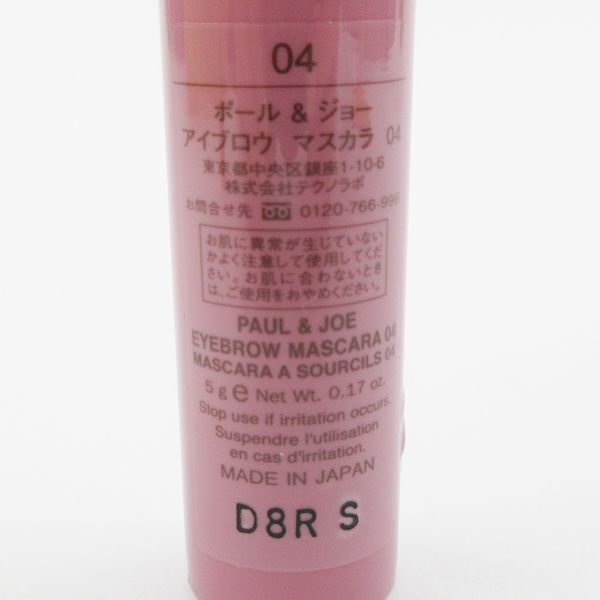 04
ポール & ジョー
アイブロウ マスカラ 04
東京都中央区銀座1-10-6
株式会社テクノラボ
お問合せ先 0120-766-996
お肌に異常が生じていない
かよく注意して使用してくだ
さい。お肌に合わないとき
は、ご使用をおやめください。
PAUL & JOE
EYEBROW MASCARA 04
MASCARA A SOURCILS 04
5 g e Net Wt. 0.17 oz.
Stop use if irritation occurs.
Suspendre l'utilisation
en cas d'irritation.
MADE IN JAPAN
D8R S